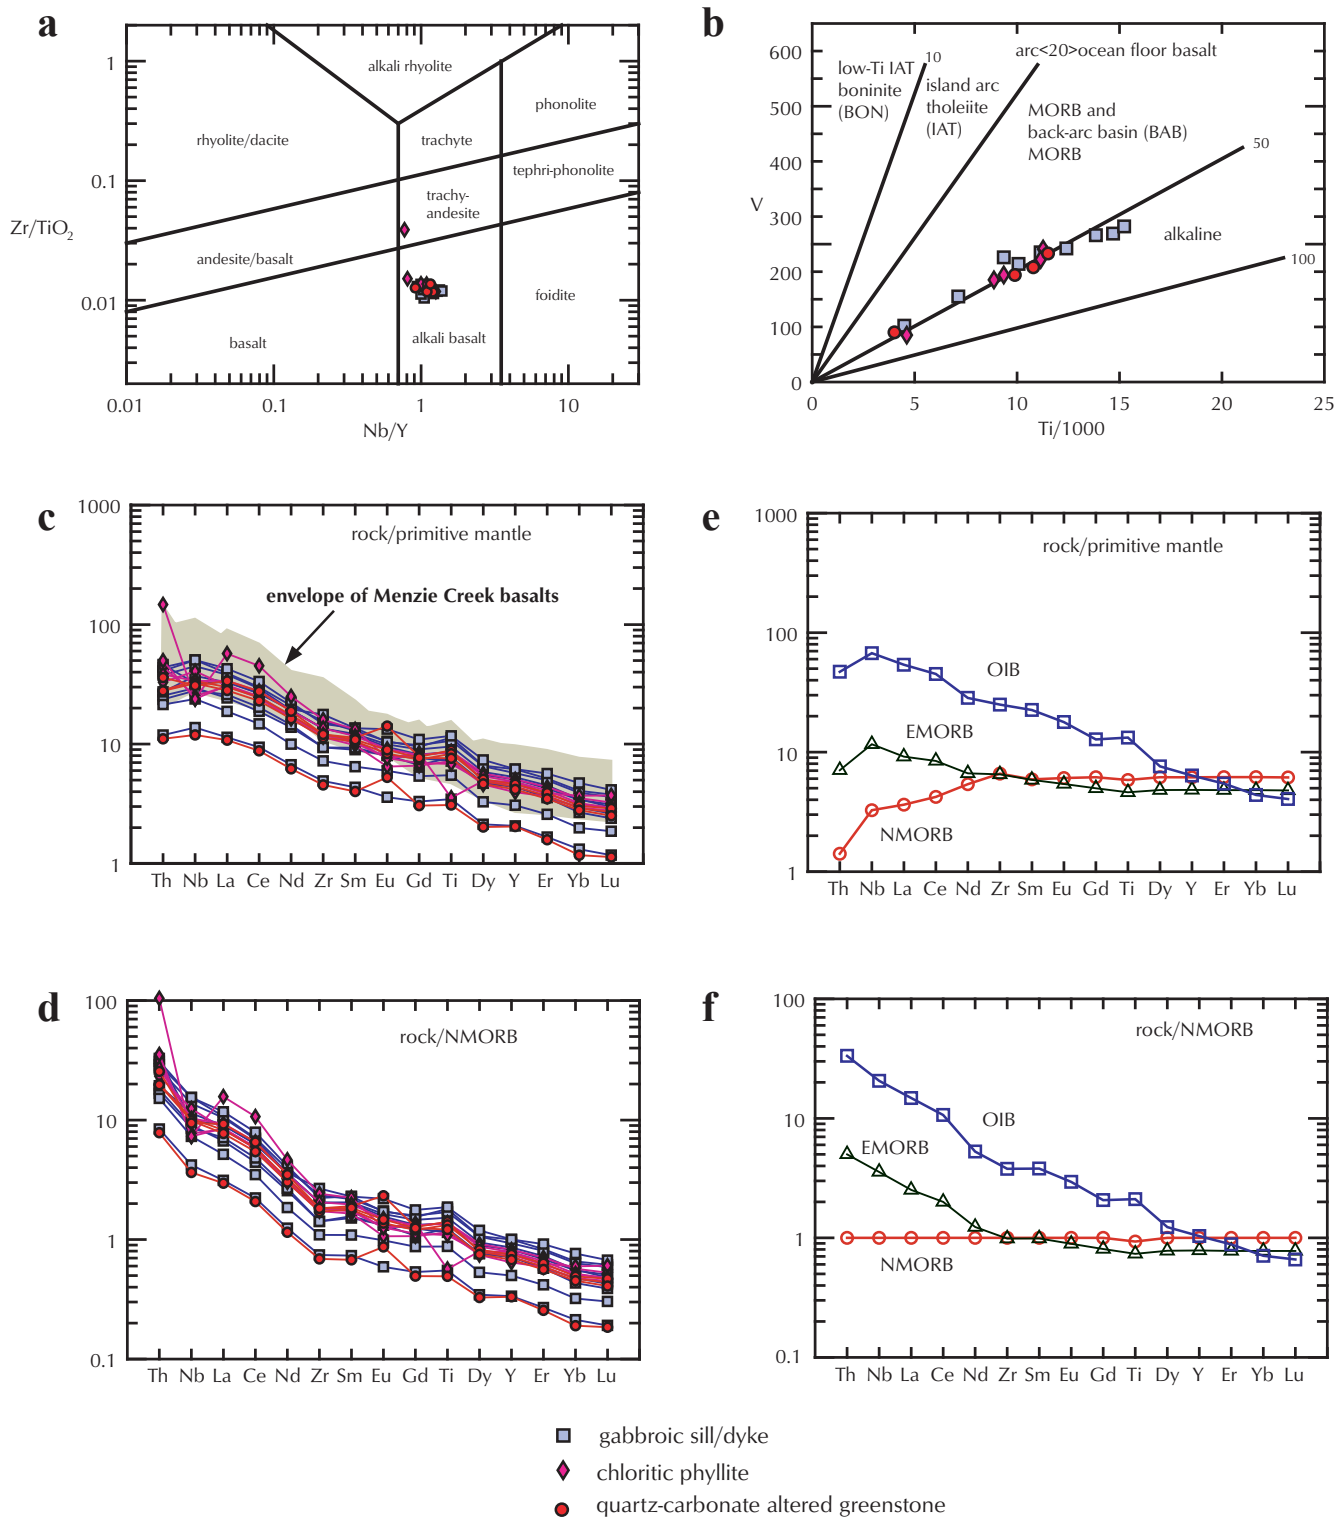 a
1
0.1
0.01
Zr/TiO2
0.01
0.1
1
10
Nb/Y
alkali rhyolite
rhyolite/dacite
trachyte
phonolite
tephri-phonolite
trachy-
andesite
andesite/basalt
foidite
basalt
alkali basalt
b
600
500
400
300
200
100
0
V
0
5
10
15
20
25
Ti/1000
low-Ti IAT
boninite
(BON)
10
island arc
tholeiite
(IAT)
arc<20>ocean floor basalt
MORB and
back-arc basin (BAB)
MORB
50
alkaline
100
c
1000
100
10
1
rock/primitive mantle
envelope of Menzie Creek basalts
Th Nb La Ce Nd Zr Sm Eu Gd Ti Dy Y Er Yb Lu
e
1000
100
10
1
rock/primitive mantle
OIB
EMORB
NMORB
Th Nb La Ce Nd Zr Sm Eu Gd Ti Dy Y Er Yb Lu
d
100
10
1
0.1
rock/NMORB
Th Nb La Ce Nd Zr Sm Eu Gd Ti Dy Y Er Yb Lu
f
100
10
1
0.1
rock/NMORB
OIB
EMORB
NMORB
Th Nb La Ce Nd Zr Sm Eu Gd Ti Dy Y Er Yb Lu
gabbroic sill/dyke
chloritic phyllite
quartz-carbonate altered greenstone